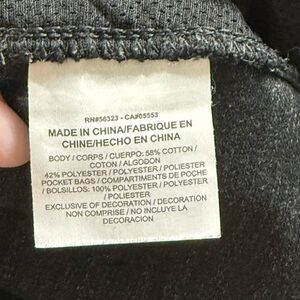 RN#56323 - CA#05553
MADE IN CHINA/FABRIQUE EN
CHINE/HECHO EN CHINA
BODY / CORPS / CUERPO: 58% COTTON /
COTON / ALGODON
42% POLYESTER / POLYESTER / POLIESTER
POCKET BAGS / COMPARTIMENTS DE POCHE
/ BOLSILLOS: 100% POLYESTER / POLYESTER
/ POLIESTER
EXCLUSIVE OF DECORATION / DECORATION
NON COMPRISE / NO INCLUYE LA
DECORACION